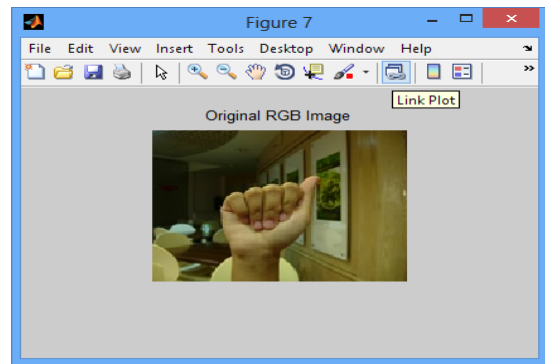 Figure 7
File Edit View Insert Tools Desktop Window Help
Link Plot
Original RGB Image